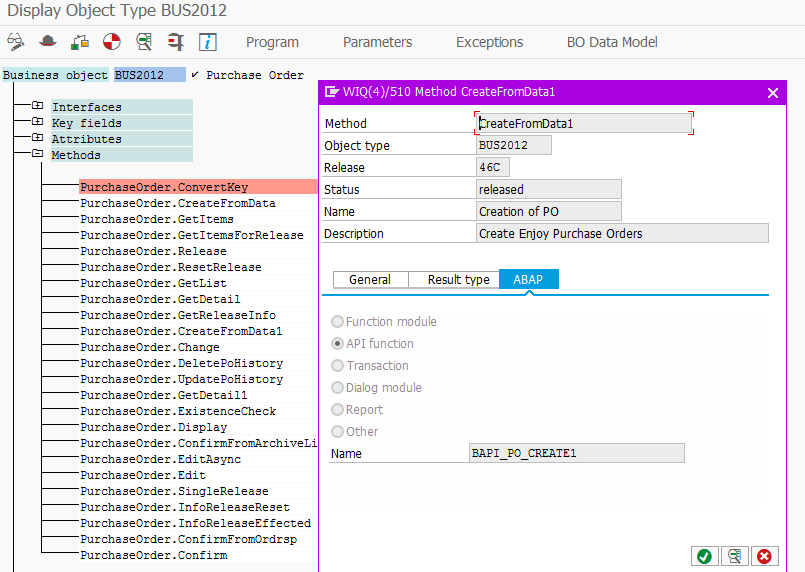 Display Object Type BUS2012
Program Parameters Exceptions BO Data Model
Business object BUS2012 ✔ Purchase Order
Interfaces
Key fields
Attributes
Methods
PurchaseOrder.ConvertKey
PurchaseOrder.CreateFromData
PurchaseOrder.GetItems
PurchaseOrder.GetItemsForRelease
PurchaseOrder.Release
PurchaseOrder.ResetRelease
PurchaseOrder.GetList
PurchaseOrder.GetDetail
PurchaseOrder.GetReleaseInfo
PurchaseOrder.CreateFromData1
PurchaseOrder.Change
PurchaseOrder.DeletePoHistory
PurchaseOrder.UpdatePoHistory
PurchaseOrder.GetDetail1
PurchaseOrder.ExistenceCheck
PurchaseOrder.Display
PurchaseOrder.ConfirmFromArchiveLi
PurchaseOrder.EditAsync
PurchaseOrder.Edit
PurchaseOrder.SingleRelease
PurchaseOrder.InfoReleaseReset
PurchaseOrder.InfoReleaseEffected
PurchaseOrder.ConfirmFromOrdrsp
PurchaseOrder.Confirm
WIQ(4)/510 Method CreateFromData1
Method CreateFromData1
Object type BUS2012
Release 46C
Status released
Name Creation of PO
Description Create Enjoy Purchase Orders
General Result type ABAP
Function module
API function
Transaction
Dialog module
Report
Other
Name BAPI_PO_CREATE1